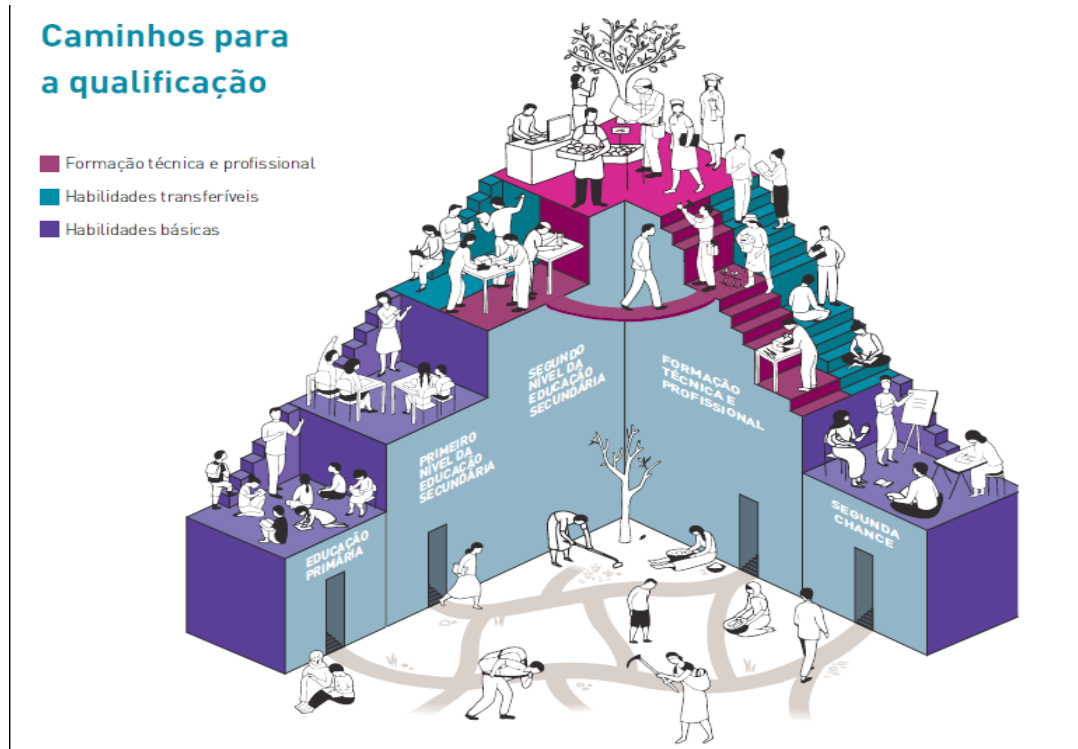 Caminhos para
a qualificação
Formação técnica e profissional
Habilidades transferíveis
Habilidades básicas
SEGUNDO
NÍVEL DA
EDUCAÇÃO
SECUNDÁRIA
FORMAÇÃO
TÉCNICA E
PROFISSIONAL
PRIMEIRO
NÍVEL DA
EDUCAÇÃO
SECUNDÁRIA
SEGUNDA
CHANCE
EDUCAÇÃO
PRIMÁRIA